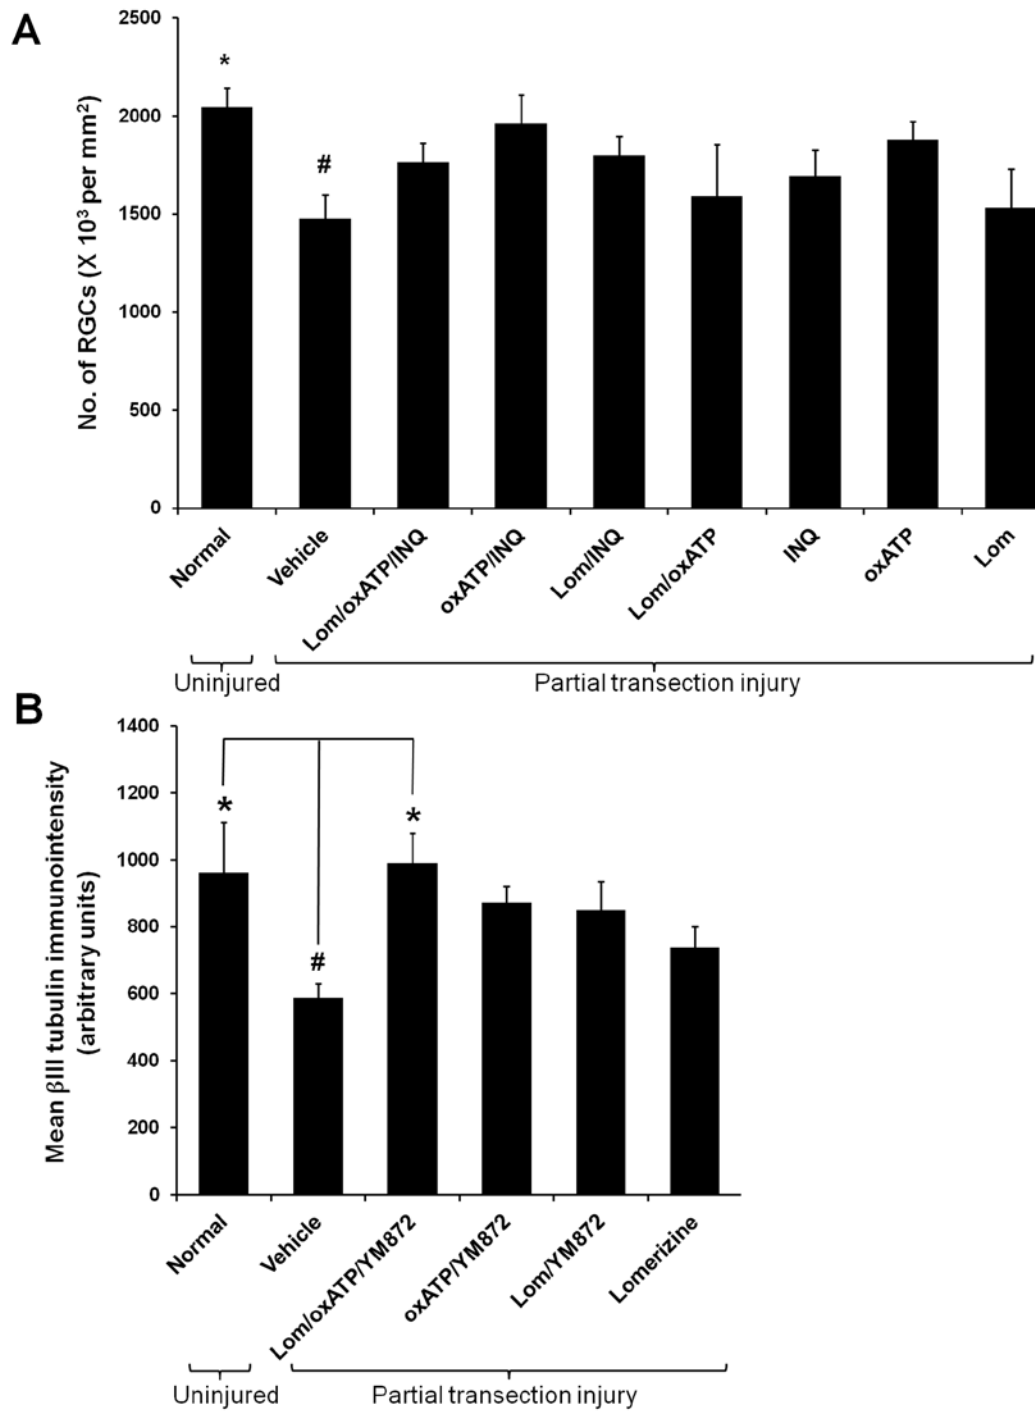 A
No. of RGCs (X 10³ per mm²)
2500
2000
1500
1000
500
0
*
#
Normal
Vehicle
Lom/oxATP/INQ
oxATP/INQ
Lom/INQ
Lom/oxATP
INQ
oxATP
Lom
Uninjured
Partial transection injury
B
Mean βIII tubulin immunointensity
(arbitrary units)
1400
1200
1000
800
600
400
200
0
*
#
*
Normal
Vehicle
Lom/oxATP/YM872
oxATP/YM872
Lom/YM872
Lomerizine
Uninjured
Partial transection injury